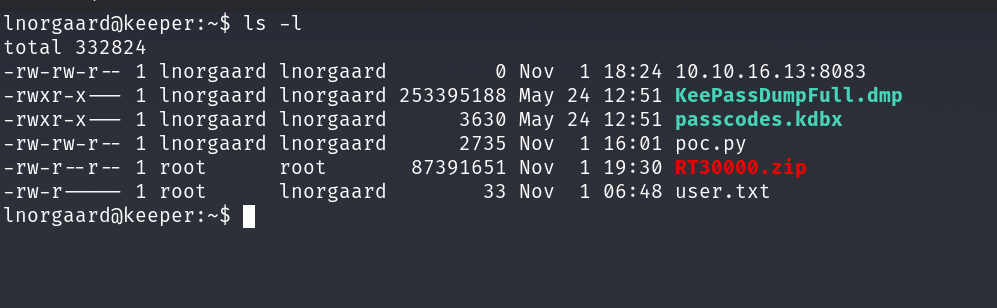 lnorgaard@keeper:~$ ls -l
total 332824
-rw-rw-r-- 1 lnorgaard lnorgaard         0 Nov  1 18:24 10.10.16.13:8083
-rwxr-x--- 1 lnorgaard lnorgaard 253395188 May 24 12:51 KeePassDumpFull.dmp
-rwxr-x--- 1 lnorgaard lnorgaard      3630 May 24 12:51 passcodes.kdbx
-rw-rw-r-- 1 lnorgaard lnorgaard      2735 Nov  1 16:01 poc.py
-rw-r--r-- 1 root      root       87391651 Nov  1 19:30 RT30000.zip
-rw-r----- 1 root      lnorgaard        33 Nov  1 06:48 user.txt
lnorgaard@keeper:~$